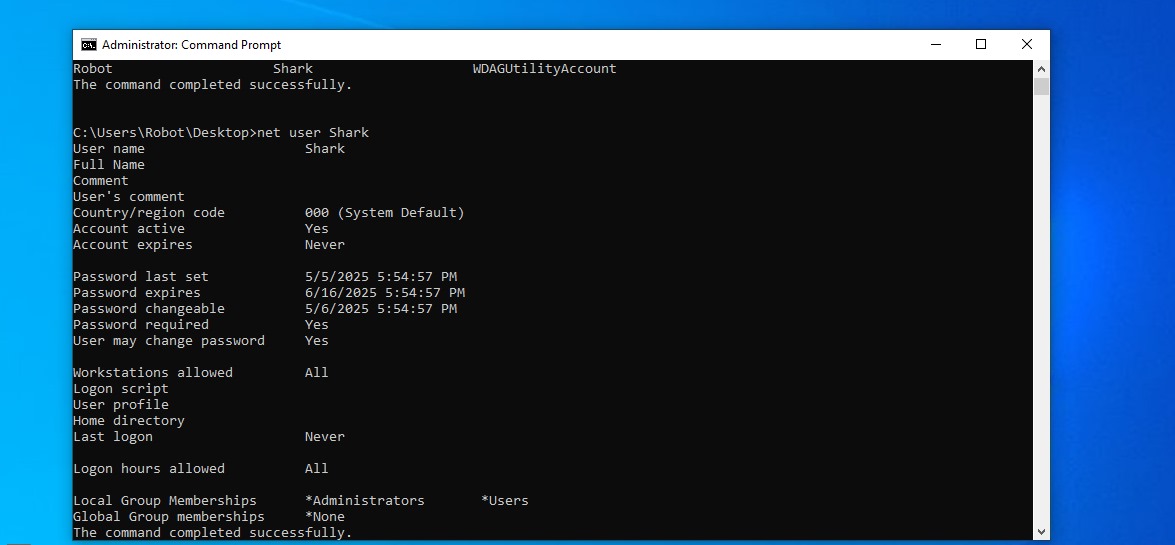 Administrator: Command Prompt
Robot Shark WDAGUtilityAccount
The command completed successfully.
C:\Users\Robot\Desktop>net user Shark
User name Shark
Full Name
Comment
User's comment
Country/region code 000 (System Default)
Account active Yes
Account expires Never
Password last set 5/5/2025 5:54:57 PM
Password expires 6/16/2025 5:54:57 PM
Password changeable 5/6/2025 5:54:57 PM
Password required Yes
User may change password Yes
Workstations allowed All
Logon script
User profile
Home directory
Last logon Never
Logon hours allowed All
Local Group Memberships *Administrators *Users
Global Group memberships *None
The command completed successfully.